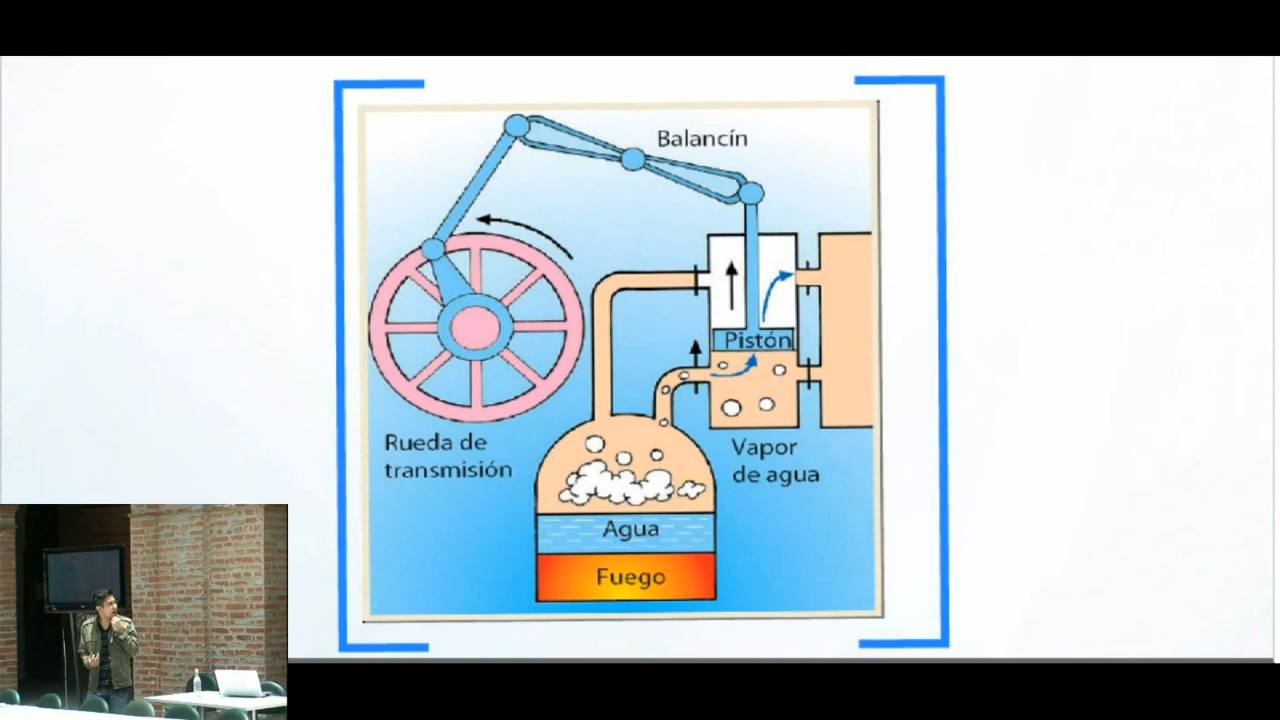 Balancín
Pistón
Rueda de
transmisión
Vapor
de agua
Agua
Fuego